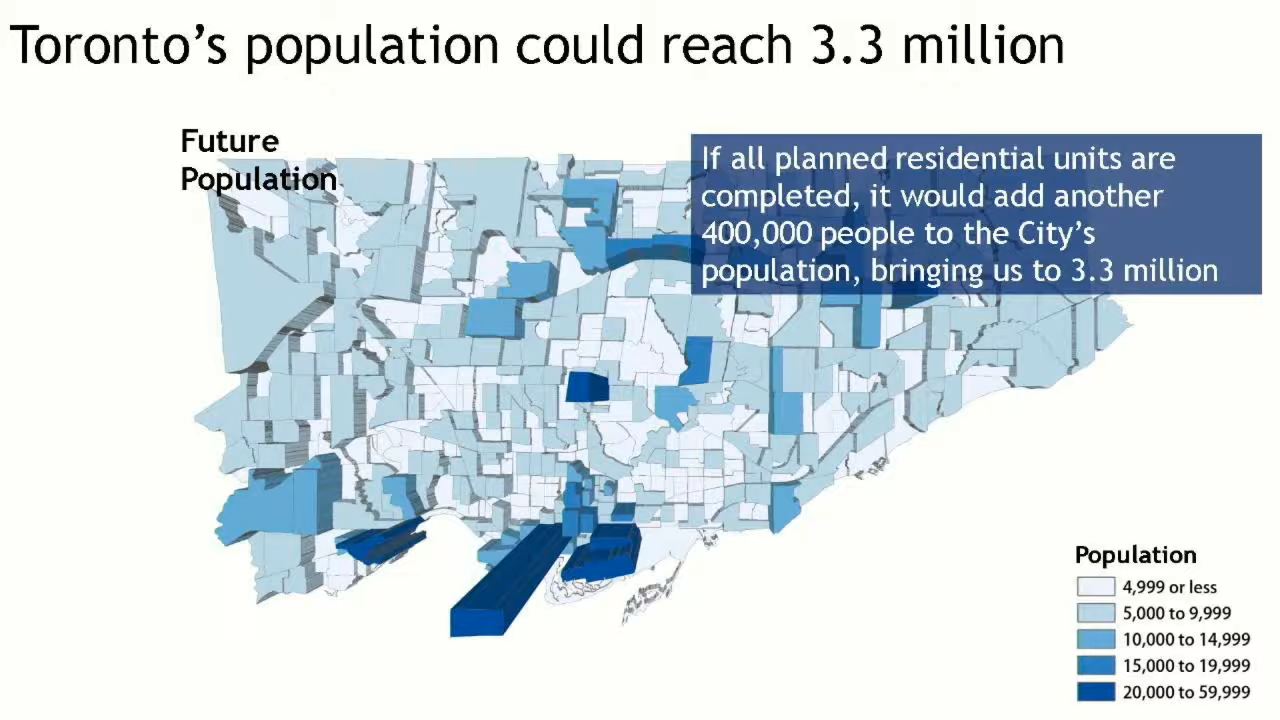 Toronto's population could reach 3.3 million
Future
Population
If all planned residential units are
completed, it would add another
400,000 people to the City's
population, bringing us to 3.3 million
Population
4,999 or less
5,000 to 9,999
10,000 to 14,999
15,000 to 19,999
20,000 to 59,999